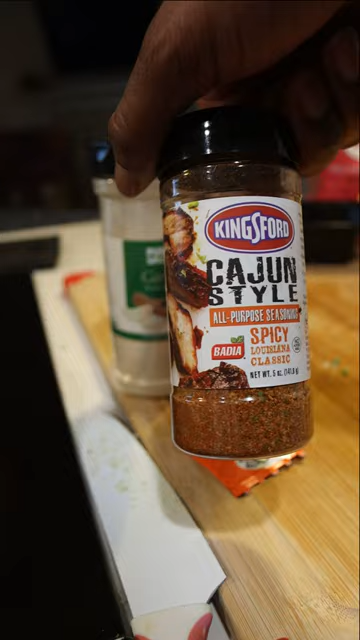 KINGSFORD
CAJUN
STYLE
ALL-PURPOSE SEASONING
BADIA
SPICY
LOUISIANA
CLASSIC
NET WT. 5 oz. (141.8 g)